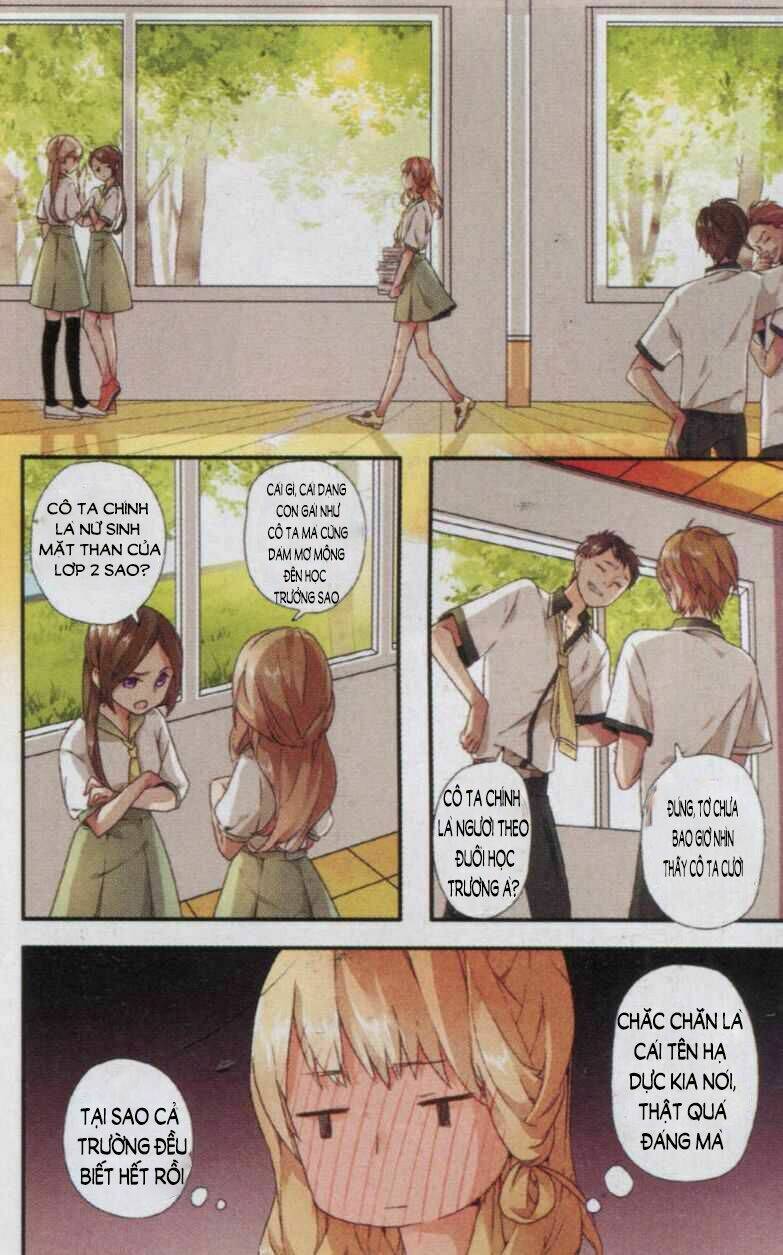 CÔ TA CHÍNH
LÀ NỮ SINH
MẶT THAN CỦA
LỚP 2 SAO?
CÁI GÌ, CÁI DẠNG
CON GÁI NHƯ
CÔ TA MÀ CŨNG
DÁM MƠ MỘNG
ĐẾN HỌC
TRƯỞNG SAO
CÔ TA CHÍNH
LÀ NGƯỜI THEO
ĐUỔI HỌC
TRƯỞNG À?
ĐÚNG, TỚ CHƯA
BAO GIỜ NHÌN
THẤY CÔ TA CƯỜI
CHẮC CHẮN LÀ
CÁI TÊN HẠ
DỰC KIA NÓI,
THẬT QUÁ
ĐÁNG MÀ
TẠI SAO CẢ
TRƯỜNG ĐỀU
BIẾT HẾT RỒI